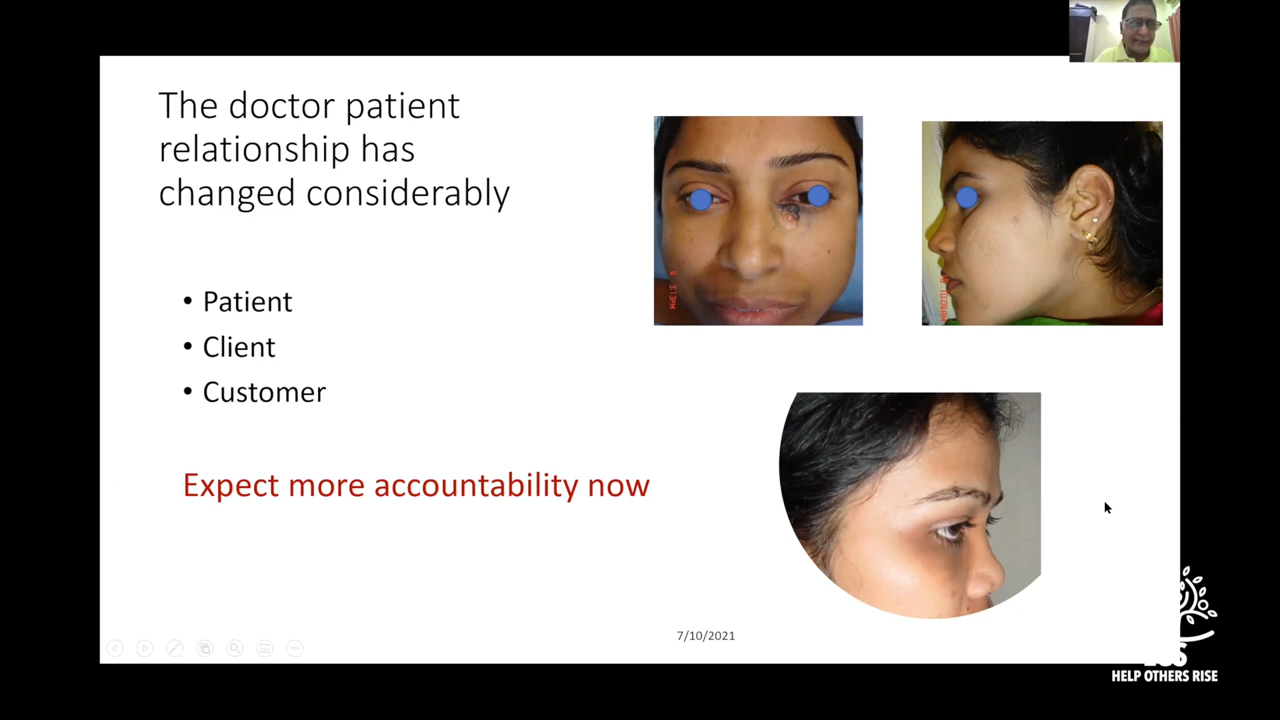 The doctor patient
relationship has
changed considerably
• Patient
• Client
• Customer
Expect more accountability now
7/10/2021
HELP OTHERS RISE